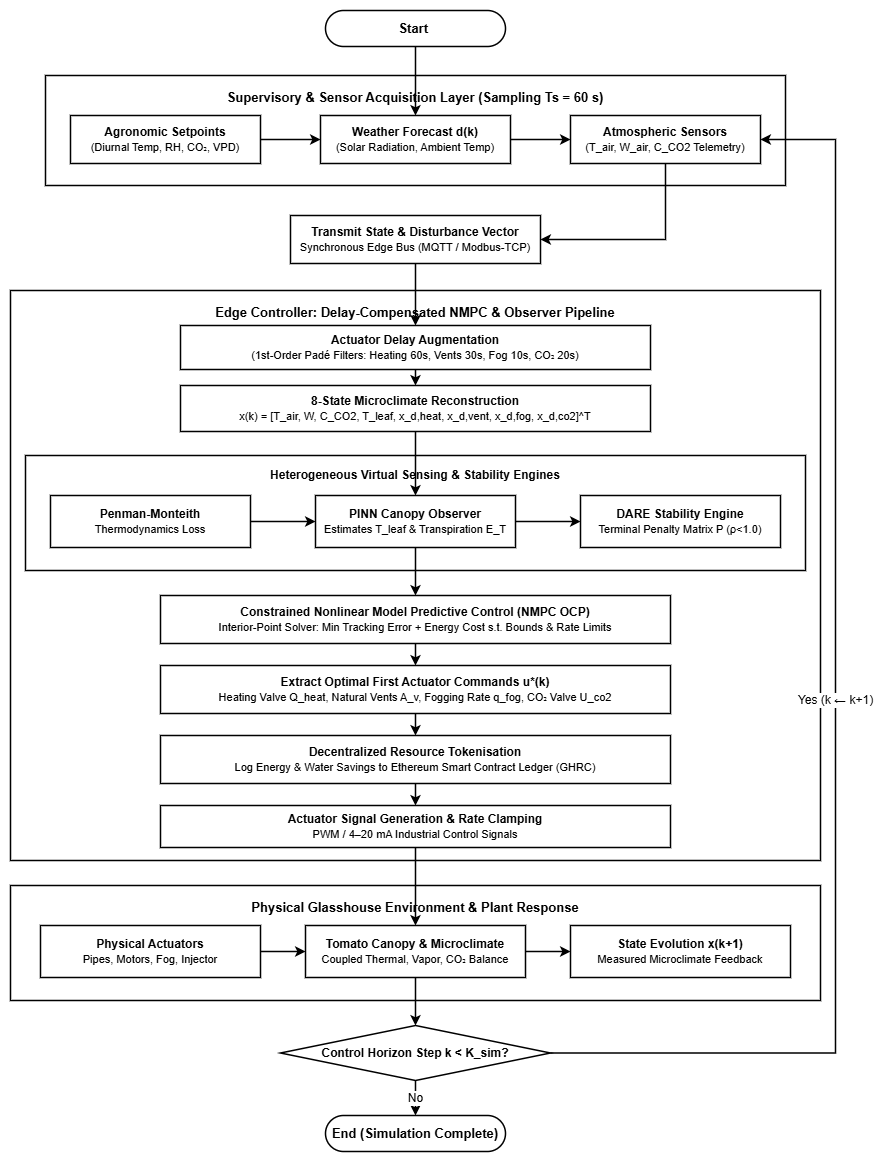 Start
Supervisory & Sensor Acquisition Layer (Sampling Ts = 60 s)
Agronomic Setpoints
(Diurnal Temp, RH, CO₂, VPD)
Weather Forecast d(k)
(Solar Radiation, Ambient Temp)
Atmospheric Sensors
(T_air, W_air, C_CO2 Telemetry)
Transmit State & Disturbance Vector
Synchronous Edge Bus (MQTT / Modbus-TCP)
Edge Controller: Delay-Compensated NMPC & Observer Pipeline
Actuator Delay Augmentation
(1st-Order Padé Filters: Heating 60s, Vents 30s, Fog 10s, CO₂ 20s)
8-State Microclimate Reconstruction
x(k) = [T_air, W, C_CO2, T_leaf, x_d,heat, x_d,vent, x_d,fog, x_d,co2]^T
Heterogeneous Virtual Sensing & Stability Engines
Penman-Monteith
Thermodynamics Loss
PINN Canopy Observer
Estimates T_leaf & Transpiration E_T
DARE Stability Engine
Terminal Penalty Matrix P (ρ<1.0)
Constrained Nonlinear Model Predictive Control (NMPC OCP)
Interior-Point Solver: Min Tracking Error + Energy Cost s.t. Bounds & Rate Limits
Extract Optimal First Actuator Commands u*(k)
Heating Valve Q_heat, Natural Vents A_v, Fogging Rate q_fog, CO₂ Valve U_co2
Yes (k ← k+1)
Decentralized Resource Tokenisation
Log Energy & Water Savings to Ethereum Smart Contract Ledger (GHRC)
Actuator Signal Generation & Rate Clamping
PWM / 4–20 mA Industrial Control Signals
Physical Glasshouse Environment & Plant Response
Physical Actuators
Pipes, Motors, Fog, Injector
Tomato Canopy & Microclimate
Coupled Thermal, Vapor, CO₂ Balance
State Evolution x(k+1)
Measured Microclimate Feedback
Control Horizon Step k < K_sim?
No
End (Simulation Complete)